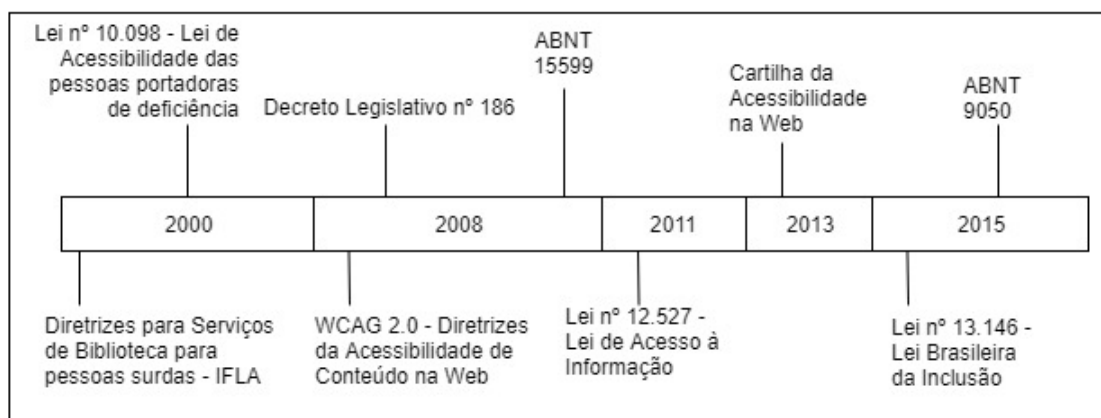 Lei nº 10.098 - Lei de
Acessibilidade das
pessoas portadoras
de deficiência
Decreto Legislativo nº 186
ABNT
15599
Cartilha da
Acessibilidade
na Web
ABNT
9050
2000
2008
2011
2013
2015
Diretrizes para Serviços
de Biblioteca para
pessoas surdas - IFLA
WCAG 2.0 - Diretrizes
da Acessibilidade de
Conteúdo na Web
Lei nº 12.527 -
Lei de Acesso à
Informação
Lei nº 13.146 -
Lei Brasileira
da Inclusão